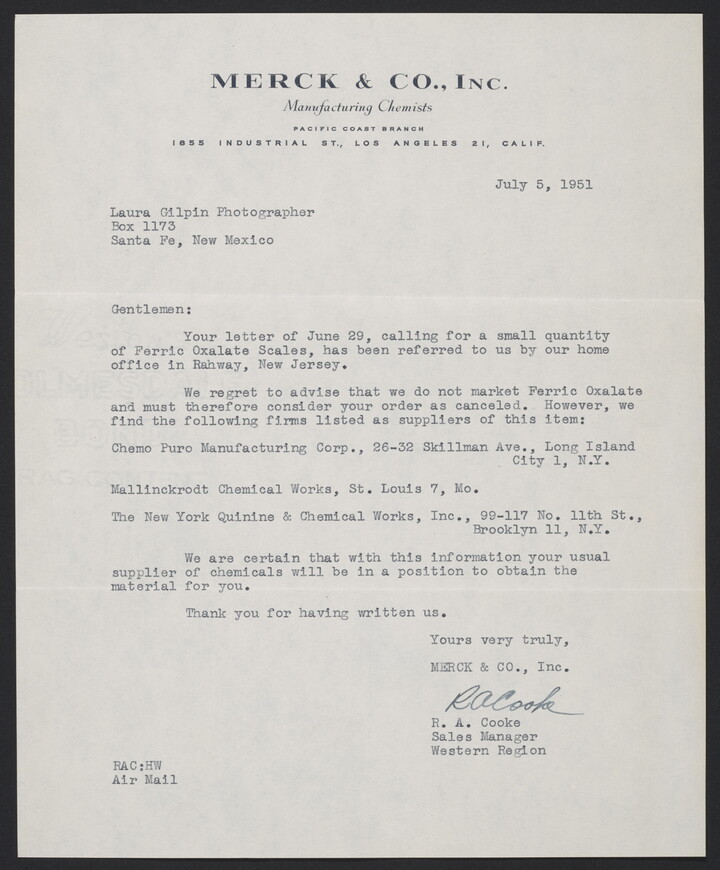 MERCK & CO., INC.
Manufacturing Chemists
PACIFIC COAST BRANCH
1855 INDUSTRIAL ST., LOS ANGELES 21, CALIF.
July 5, 1951
Laura Gilpin Photographer
Box 1173
Santa Fe, New Mexico
Gentlemen:
Your letter of June 29, calling for a small quantity
of Ferric Oxalate Scales, has been referred to us by our home
office in Rahway, New Jersey.
We regret to advise that we do not market Ferric Oxalate
and must therefore consider your order as canceled. However, we
find the following firms listed as suppliers of this item:
Chemo Puro Manufacturing Corp., 26-32 Skillman Ave., Long Island
City 1, N.Y.
Mallinckrodt Chemical Works, St. Louis 7, Mo.
The New York Quinine & Chemical Works, Inc., 99-117 No. 11th St.,
Brooklyn 11, N.Y.
We are certain that with this information your usual
supplier of chemicals will be in a position to obtain the
material for you.
Thank you for having written us.
Yours very truly,
MERCK & CO., Inc.
R A Cooke
R. A. Cooke
Sales Manager
Western Region
RAC:HW
Air Mail